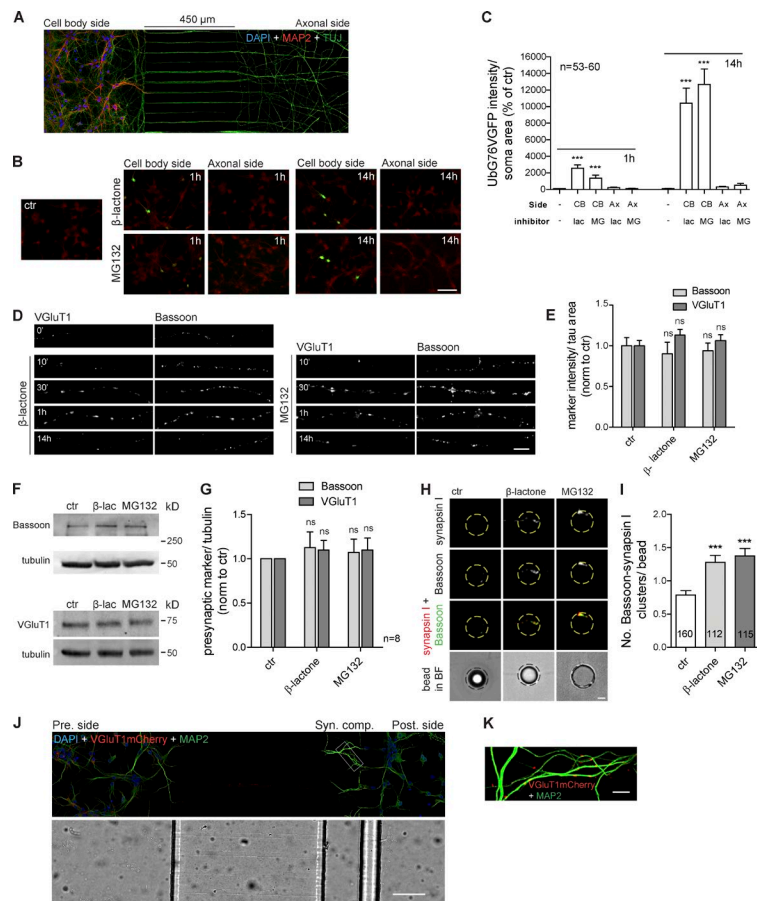 A
Cell body side
450 µm
Axonal side
DAPI + MAP2 + TUJ
B
Cell body side
Axonal side
Cell body side
Axonal side
ctr
β-lactone
1h
1h
14h
14h
MG132
1h
1h
14h
14h
C
UbG76VGFP intensity/
soma area (% of ctr)
16000
14000
12000
10000
8000
6000
4000
2000
0
n=53-60
14h
1h
***
***
***
***
Side
- CB CB Ax Ax - CB CB Ax Ax
inhibitor
- lac MG lac MG - lac MG lac MG
D
VGluT1
Bassoon
0'
β-lactone
10'
30'
1h
14h
VGluT1
Bassoon
MG132
10'
30'
1h
14h
E
Bassoon
VGluT1
marker intensity/ tau area
(norm to ctr)
1.5
1.0
0.5
0.0
ns ns ns ns
ctr
β- lactone
MG132
F
ctr β-lac MG132 kD
Bassoon
250
tubulin
50
ctr β-lac MG132 kD
VGluT1
75
tubulin
50
G
Bassoon
VGluT1
presynaptic marker/ tubulin
(norm to ctr)
1.5
1.0
0.5
0.0
ns ns ns ns
n=8
ctr
β-lactone
MG132
H
ctr
β-lactone
MG132
synapsin I
Bassoon
synapsin I +
Bassoon
bead
in BF
I
No. Bassoon-synapsin I
clusters/ bead
2.0
1.5
1.0
0.5
0.0
***
***
160
112
115
ctr
β-lactone
MG132
J
Pre. side
Syn. comp.
Post. side
DAPI + VGluT1mCherry + MAP2
K
VGluT1mCherry
+ MAP2